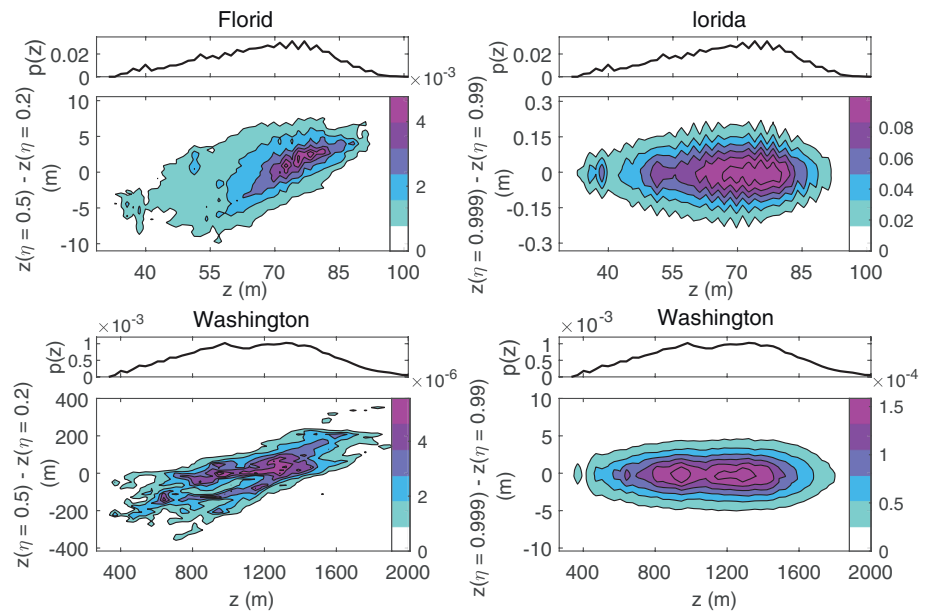 Florid
p(z)
0.02
0
× 10⁻³
z(η = 0.5) - z(η = 0.2)
(m)
10
5
0
-5
-10
40 55 70 85 100
z (m)
4
2
0
lorida
p(z)
0.02
0
z(η = 0.999) - z(η = 0.99)
(m)
0.3
0.15
0
-0.15
-0.3
40 55 70 85 100
z (m)
0.08
0.06
0.04
0.02
0
Washington
× 10⁻³
p(z)
1
0.5
0
× 10⁻⁶
z(η = 0.5) - z(η = 0.2)
(m)
400
200
0
-200
-400
400 800 1200 1600 2000
z (m)
4
2
0
Washington
× 10⁻³
p(z)
1
0.5
0
× 10⁻⁴
z(η = 0.999) - z(η = 0.99)
(m)
10
5
0
-5
-10
400 800 1200 1600 2000
z (m)
1.5
1
0.5
0